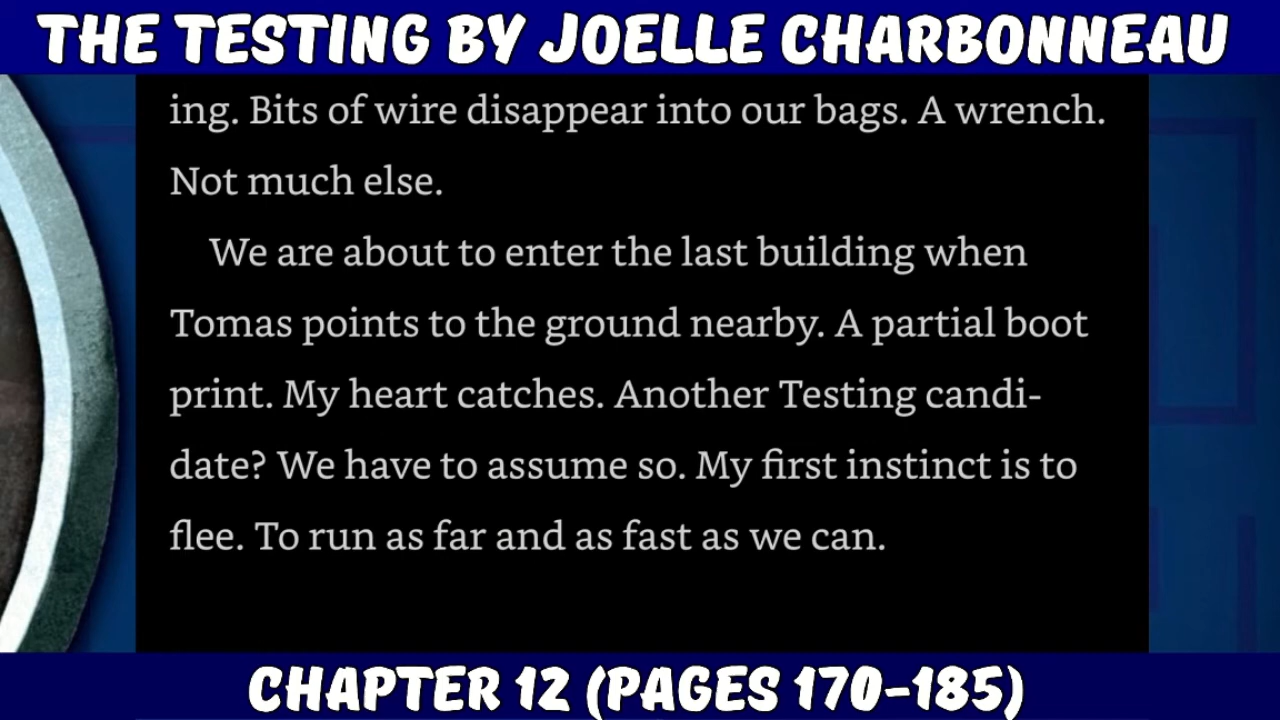 THE TESTING BY JOELLE CHARBONNEAU
ing. Bits of wire disappear into our bags. A wrench.
Not much else.
We are about to enter the last building when
Tomas points to the ground nearby. A partial boot
print. My heart catches. Another Testing candi-
date? We have to assume so. My first instinct is to
flee. To run as far and as fast as we can.
CHAPTER 12 (PAGES 170-185)